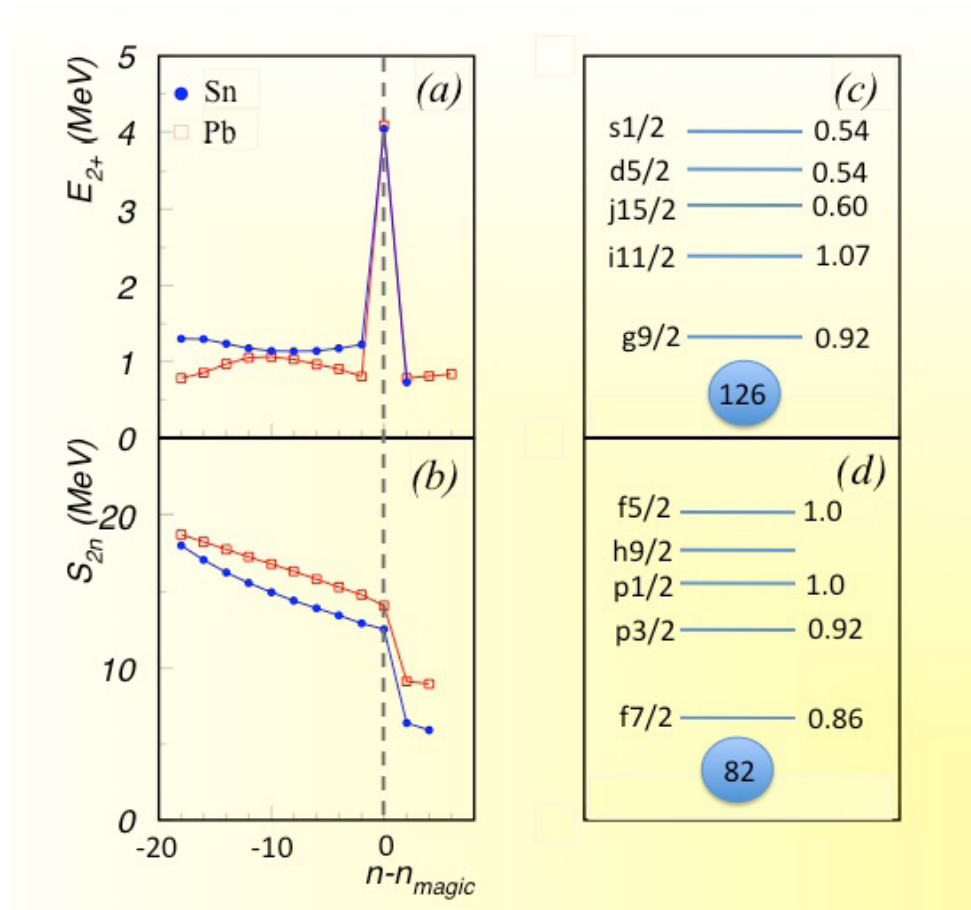 5
4
3
2
1
0
E2+ (MeV)
Sn
Pb
(a)
20
10
0
S2n (MeV)
(b)
-20
-10
0
n-nmagic
(c)
s1/2 0.54
d5/2 0.54
j15/2 0.60
i11/2 1.07
g9/2 0.92
126
(d)
f5/2 1.0
h9/2
p1/2 1.0
p3/2 0.92
f7/2 0.86
82